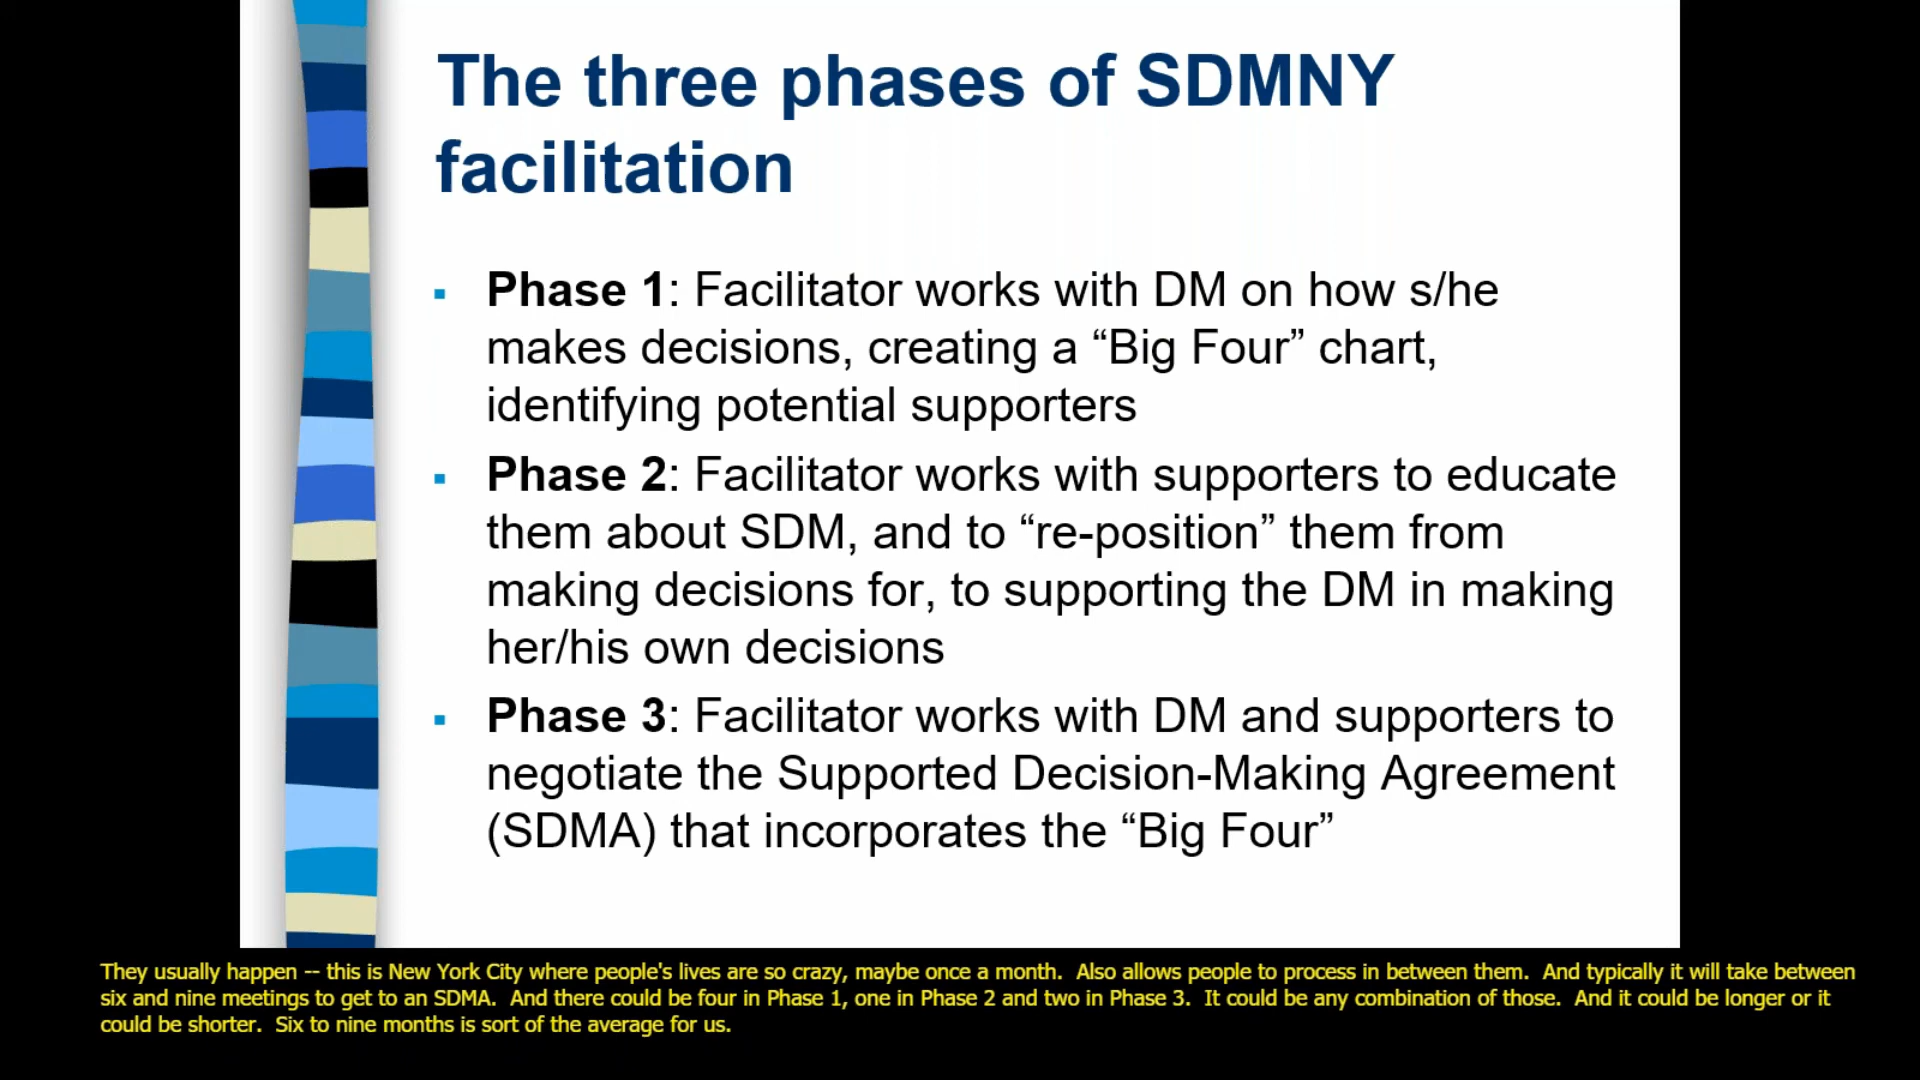 The three phases of SDMNY
facilitation
▪ Phase 1: Facilitator works with DM on how s/he
makes decisions, creating a “Big Four” chart,
identifying potential supporters
▪ Phase 2: Facilitator works with supporters to educate
them about SDM, and to “re-position” them from
making decisions for, to supporting the DM in making
her/his own decisions
▪ Phase 3: Facilitator works with DM and supporters to
negotiate the Supported Decision-Making Agreement
(SDMA) that incorporates the “Big Four”
They usually happen -- this is New York City where people's lives are so crazy, maybe once a month.  Also allows people to process in between them.  And typically it will take between
six and nine meetings to get to an SDMA.  And there could be four in Phase 1, one in Phase 2 and two in Phase 3.  It could be any combination of those.  And it could be longer or it
could be shorter.  Six to nine months is sort of the average for us.